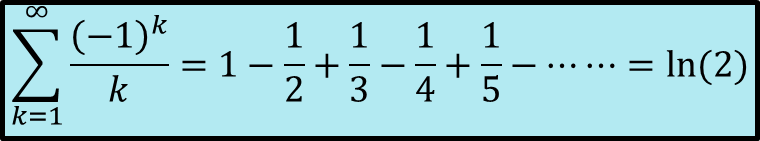 ∑_{k=1}^{∞} (−1)^k / k = 1 − 1/2 + 1/3 − 1/4 + 1/5 − ⋯ ⋯ = ln(2)